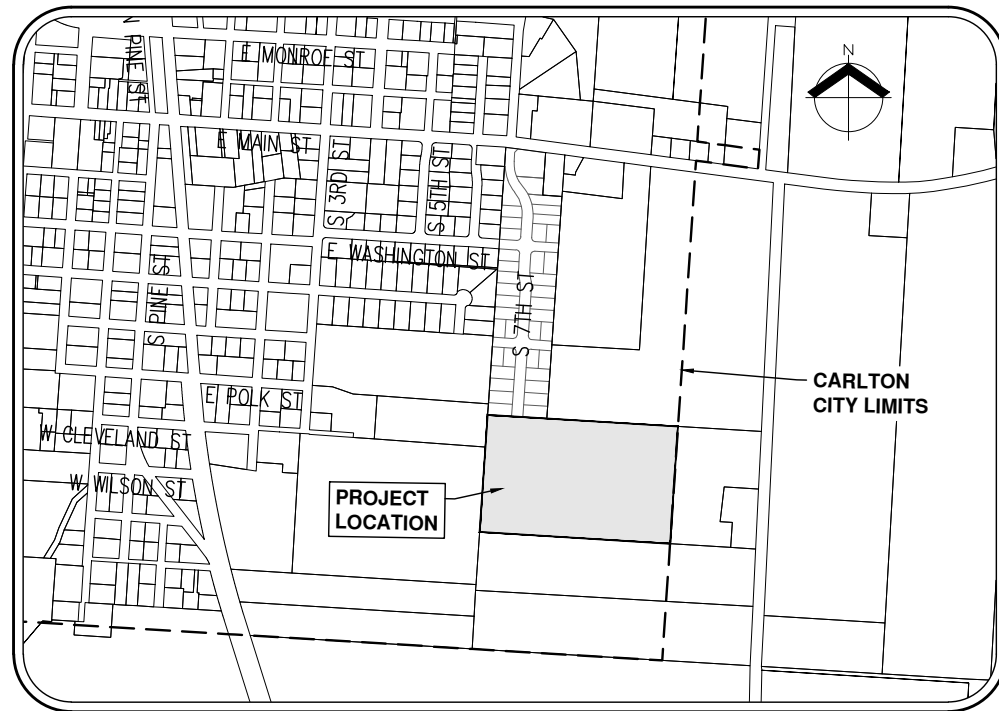 N PINE ST
E MONROE ST
N
E MAIN ST
S 3RD ST
S 5TH ST
E WASHINGTON ST
S PINE ST
S 7TH ST
CARLTON
CITY LIMITS
E POLK ST
W CLEVELAND ST
W WILSON ST
PROJECT
LOCATION